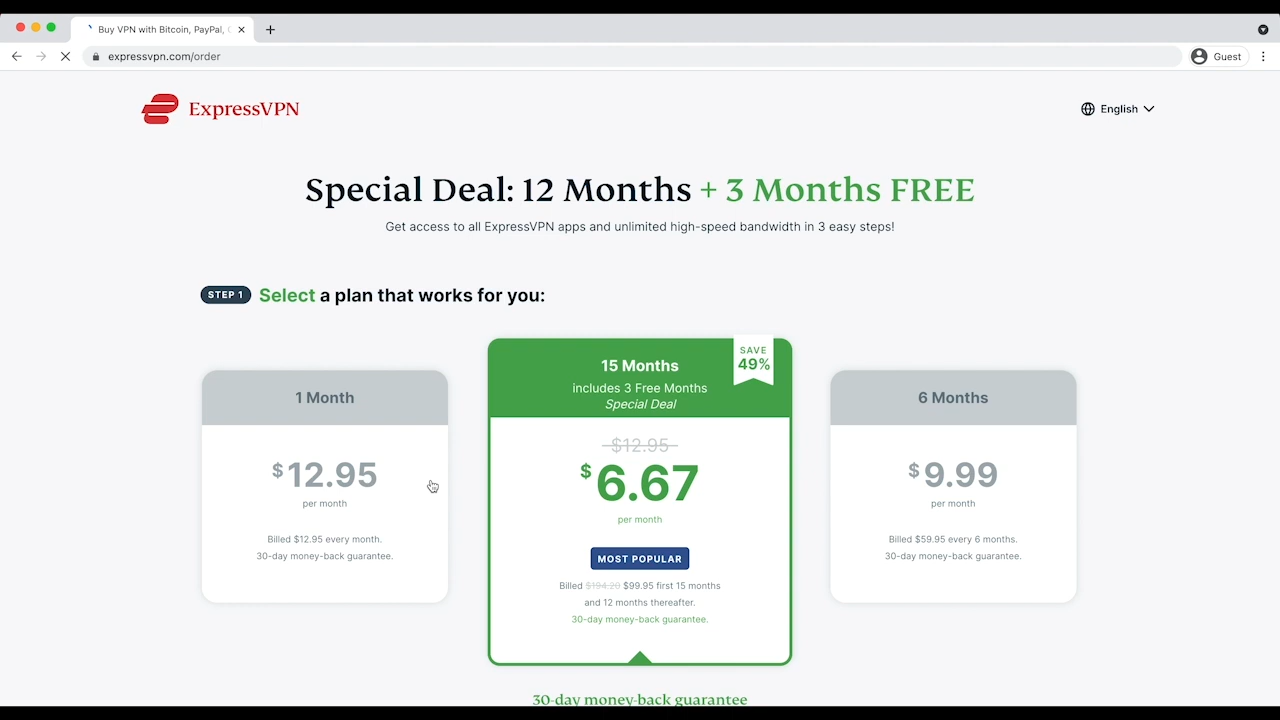 Buy VPN with Bitcoin, PayPal,
expressvpn.com/order
Guest
ExpressVPN
English
Special Deal: 12 Months + 3 Months FREE
Get access to all ExpressVPN apps and unlimited high-speed bandwidth in 3 easy steps!
STEP 1 Select a plan that works for you:
1 Month
$12.95
per month
Billed $12.95 every month.
30-day money-back guarantee.
SAVE
49%
15 Months
includes 3 Free Months
Special Deal
$12.95
$6.67
per month
MOST POPULAR
Billed $194.20 $99.95 first 15 months
and 12 months thereafter.
30-day money-back guarantee.
6 Months
$9.99
per month
Billed $59.95 every 6 months.
30-day money-back guarantee.
30-day money-back guarantee